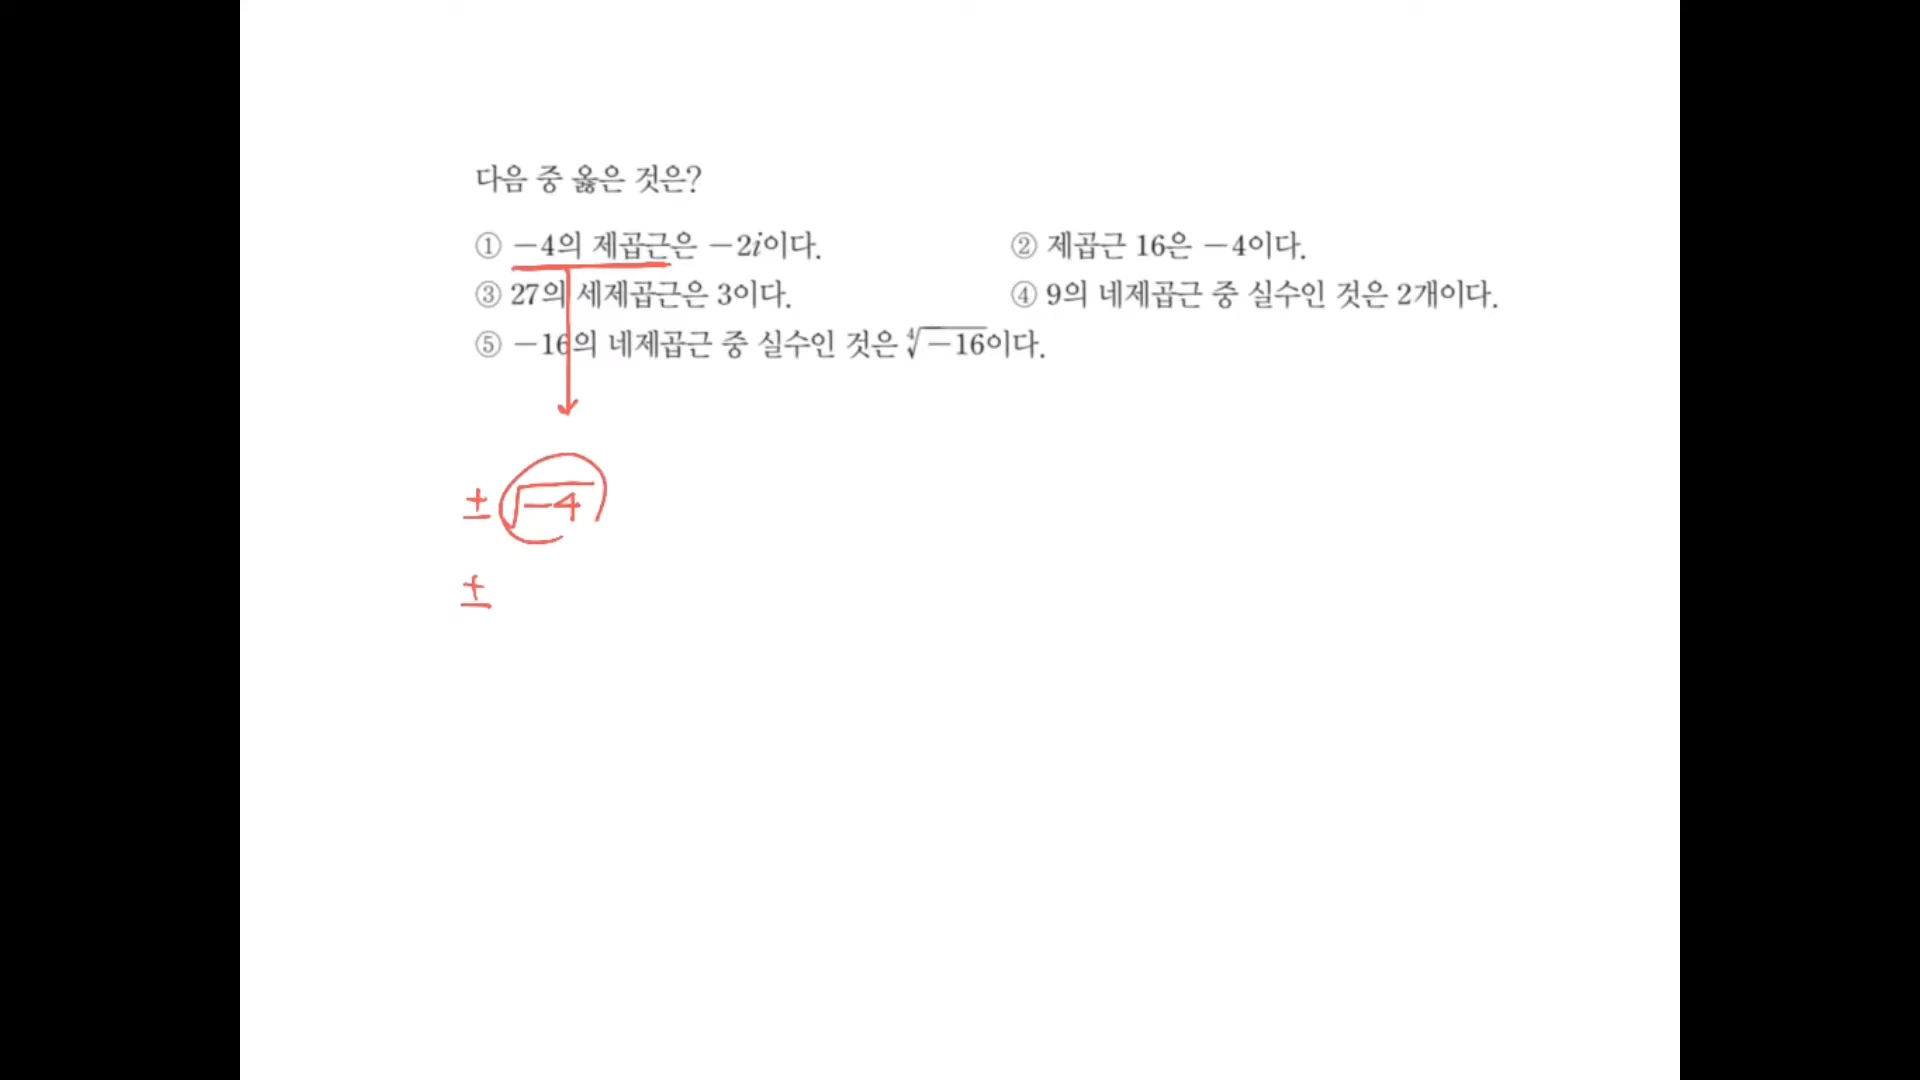 다음 중 옳은 것은?
① −4의 제곱근은 −2i이다. ② 제곱근 16은 −4이다.
③ 27의 세제곱근은 3이다. ④ 9의 네제곱근 중 실수인 것은 2개이다.
⑤ −16의 네제곱근 중 실수인 것은 ∜−16이다.
± √−4
±